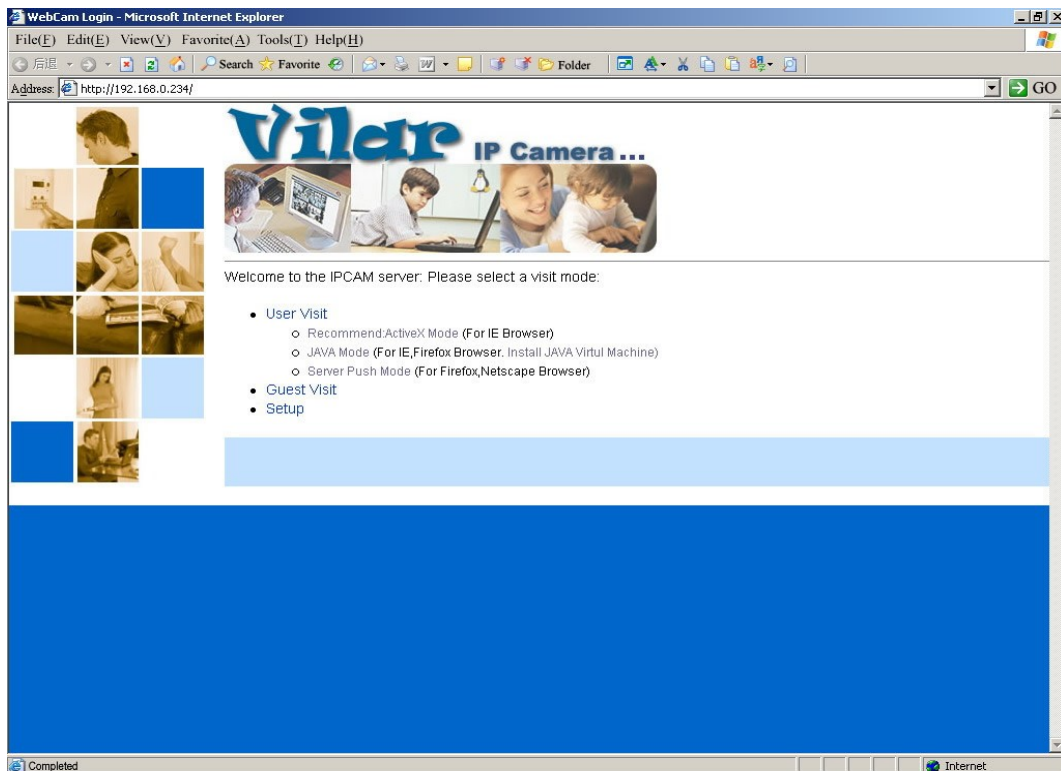 WebCam Login - Microsoft Internet Explorer
File(F) Edit(E) View(V) Favorite(A) Tools(T) Help(H)
后退 Search Favorite Folder
Address: http://192.168.0.234/ GO
Vilar IP Camera...
Welcome to the IPCAM server: Please select a visit mode:
User Visit
Recommend:ActiveX Mode (For IE Browser)
JAVA Mode (For IE,Firefox Browser. Install JAVA Virtul Machine)
Server Push Mode (For Firefox,Netscape Browser)
Guest Visit
Setup
Completed Internet